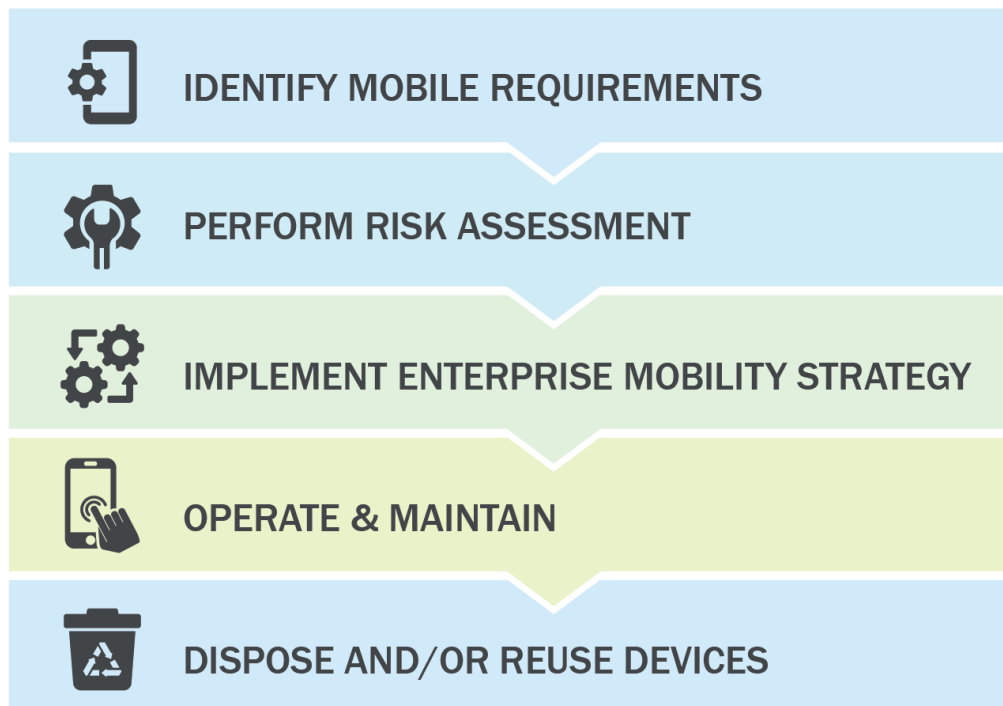 IDENTIFY MOBILE REQUIREMENTS
PERFORM RISK ASSESSMENT
IMPLEMENT ENTERPRISE MOBILITY STRATEGY
OPERATE & MAINTAIN
DISPOSE AND/OR REUSE DEVICES